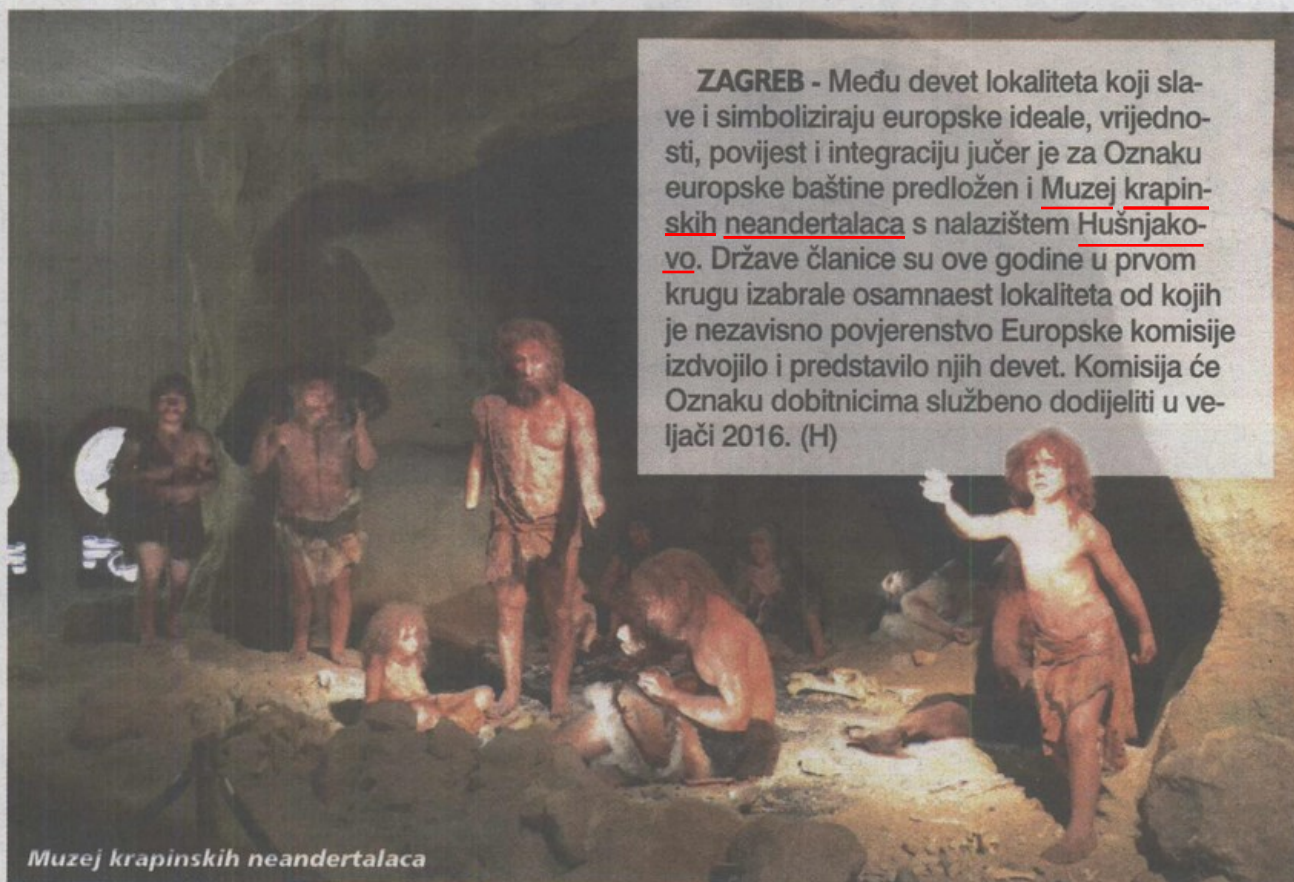 ZAGREB - Među devet lokaliteta koji sla-
ve i simboliziraju europske ideale, vrijedno-
sti, povijest i integraciju jučer je za Oznaku
europske baštine predložen i Muzej krapin-
skih neandertalaca s nalazištem Hušnjako-
vo. Države članice su ove godine u prvom
krugu izabrale osamnaest lokaliteta od kojih
je nezavisno povjerenstvo Europske komisije
izdvojilo i predstavilo njih devet. Komisija će
Oznaku dobitnicima službeno dodijeliti u ve-
ljači 2016. (H)
Muzej krapinskih neandertalaca